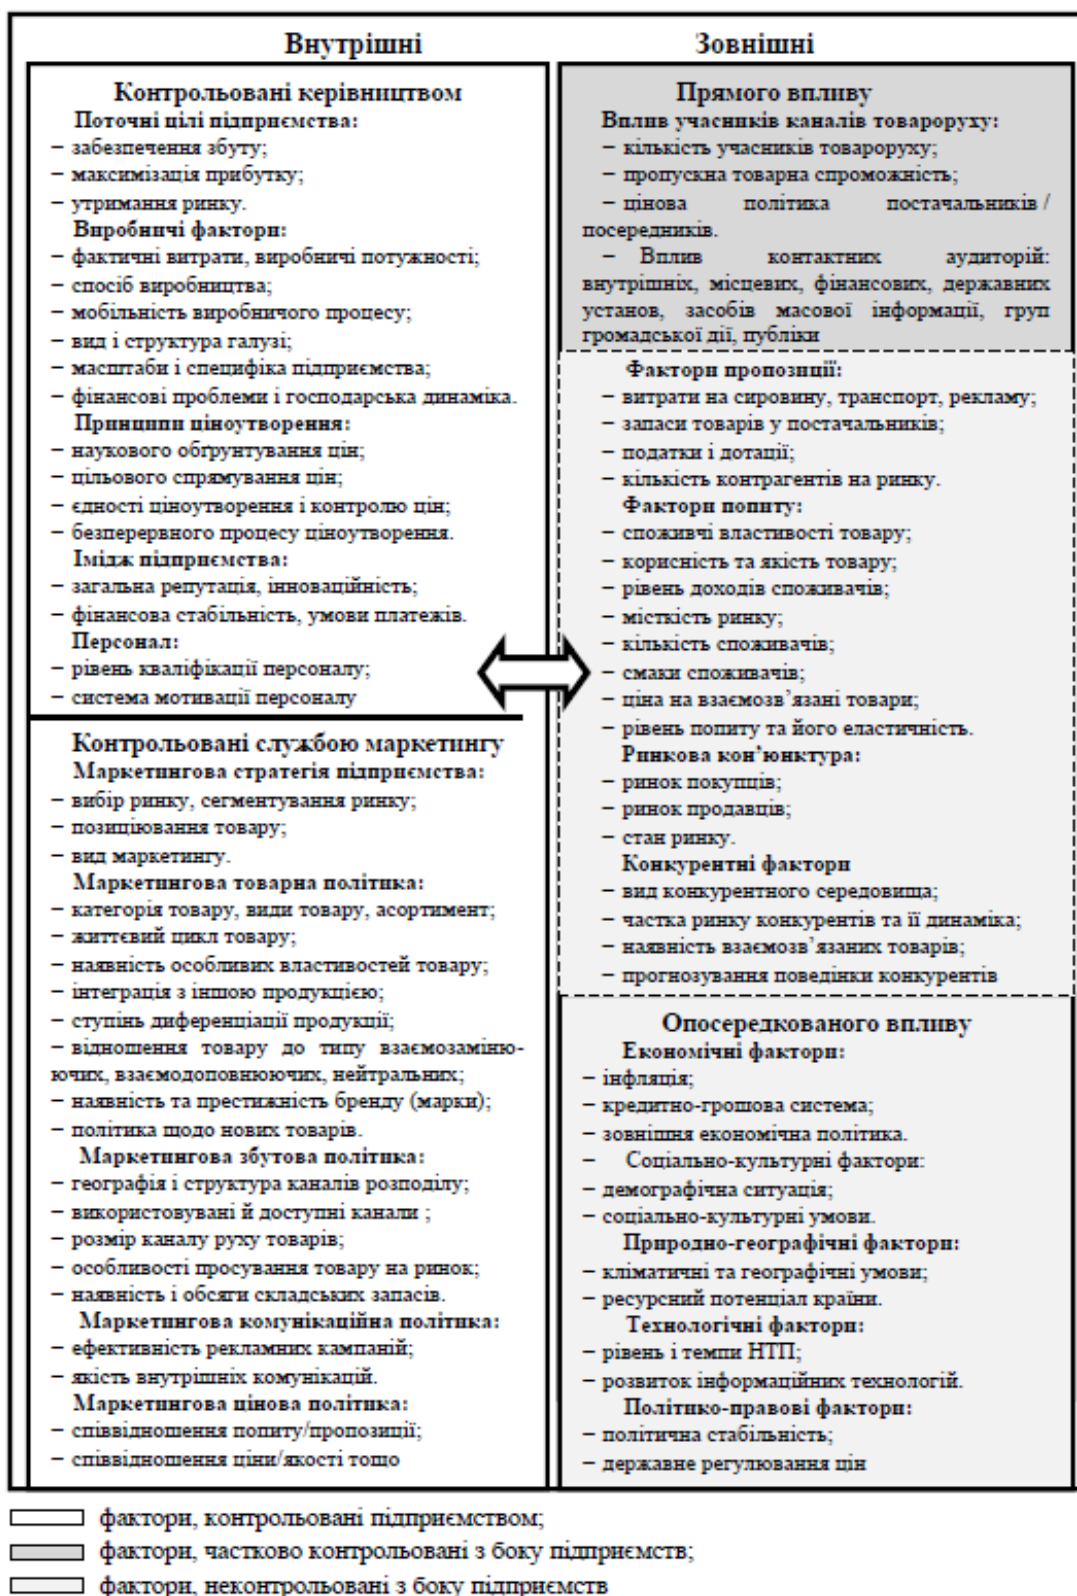 Внутрішні
Контрольовані керівництвом
Поточні цілі підприємства:
– забезпечення збуту;
– максимізація прибутку;
– утримання ринку.
Виробничі фактори:
– фактичні витрати, виробничі потужності;
– спосіб виробництва;
– мобільність виробничого процесу;
– вид і структура галузі;
– масштаби і специфіка підприємства;
– фінансові проблеми і господарська динаміка.
Принципи ціноутворення:
– наукового обґрунтування цін;
– цільового спрямування цін;
– єдності ціноутворення і контролю цін;
– безперервного процесу ціноутворення.
Імідж підприємства:
– загальна репутація, інноваційність;
– фінансова стабільність, умови платежів.
Персонал:
– рівень кваліфікації персоналу;
– система мотивації персоналу
Контрольовані службою маркетингу
Маркетингова стратегія підприємства:
– вибір ринку, сегментування ринку;
– позиціювання товару;
– вид маркетингу.
Маркетингова товарна політика:
– категорія товару, види товару, асортимент;
– життєвий цикл товару;
– наявність особливих властивостей товару;
– інтеграція з іншою продукцією;
– ступінь диференціації продукції;
– відношення товару до типу взаємозаміню-
ючих, взаємодоповнюючих, нейтральних;
– наявність та престижність бренду (марки);
– політика щодо нових товарів.
Маркетингова збутова політика:
– географія і структура каналів розподілу;
– використовувані й доступні канали ;
– розмір каналу руху товарів;
– особливості просування товару на ринок;
– наявність і обсяги складських запасів.
Маркетингова комунікаційна політика:
– ефективність рекламних кампаній;
– якість внутрішніх комунікацій.
Маркетингова цінова політика:
– співвідношення попиту/пропозиції;
– співвідношення ціни/якості тощо
Зовнішні
Прямого впливу
Вплив учасників каналів товароруху:
– кількість учасників товароруху;
– пропускна товарна спроможність;
– цінова політика постачальників /
посередників.
– Вплив контактних аудиторій:
внутрішніх, місцевих, фінансових, державних
установ, засобів масової інформації, груп
громадської дії, публіки
Фактори пропозиції:
– витрати на сировину, транспорт, рекламу;
– запаси товарів у постачальників;
– податки і дотації;
– кількість контрагентів на ринку.
Фактори попиту:
– споживчі властивості товару;
– корисність та якість товару;
– рівень доходів споживачів;
– місткість ринку;
– кількість споживачів;
– смаки споживачів;
– ціна на взаємозв’язані товари;
– рівень попиту та його еластичність.
Ринкова кон’юнктура:
– ринок покупців;
– ринок продавців;
– стан ринку.
Конкурентні фактори
– вид конкурентного середовища;
– частка ринку конкурентів та її динаміка;
– наявність взаємозв’язаних товарів;
– прогнозування поведінки конкурентів
Опосередкованого впливу
Економічні фактори:
– інфляція;
– кредитно-грошова система;
– зовнішня економічна політика.
– Соціально-культурні фактори:
– демографічна ситуація;
– соціально-культурні умови.
Природно-географічні фактори:
– кліматичні та географічні умови;
– ресурсний потенціал країни.
Технологічні фактори:
– рівень і темпи НТП;
– розвиток інформаційних технологій.
Політико-правові фактори:
– політична стабільність;
– державне регулювання цін
фактори, контрольовані підприємством;
фактори, частково контрольовані з боку підприємств;
фактори, неконтрольовані з боку підприємств